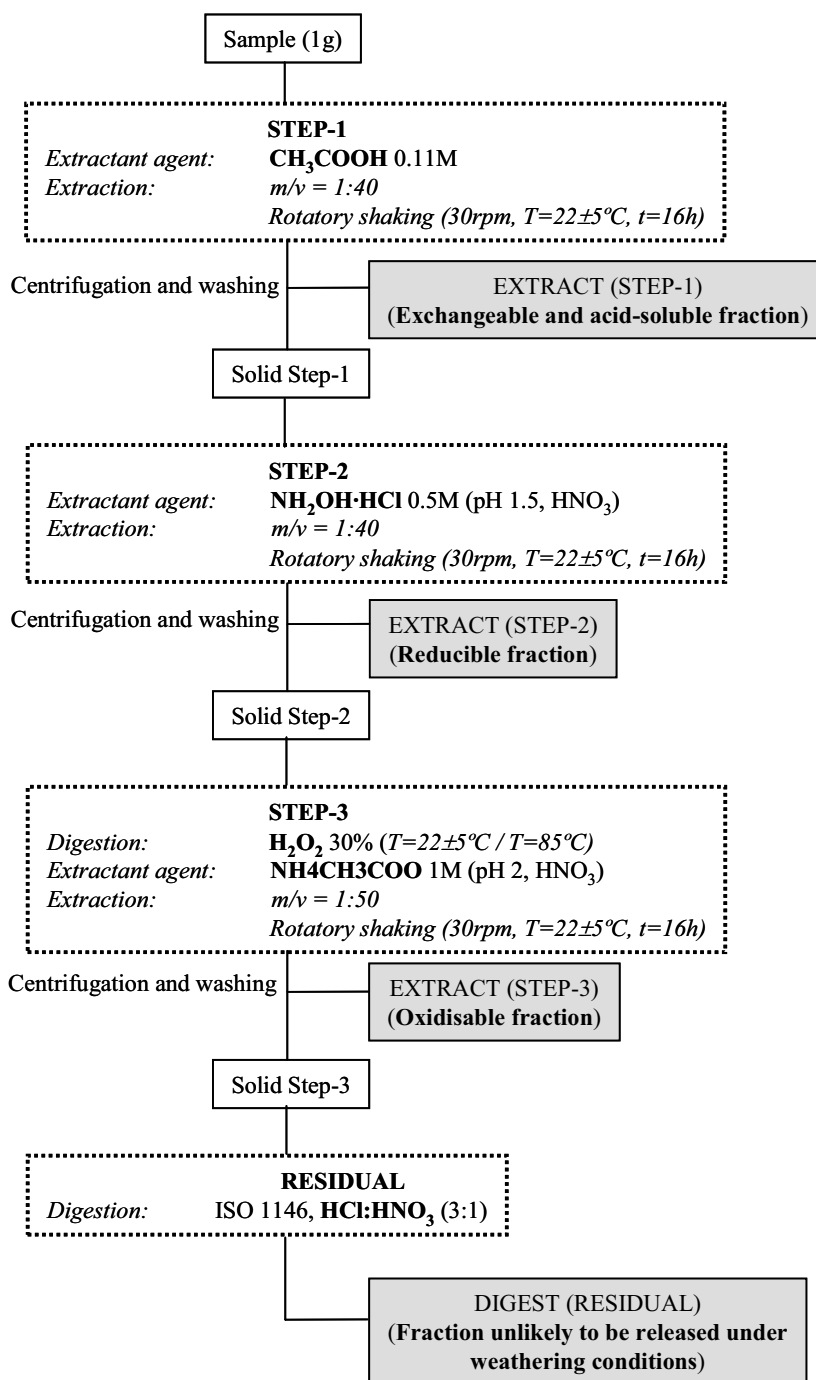 Sample (1g)
STEP-1
Extractant agent: CH₃COOH 0.11M
Extraction: m/v = 1:40
Rotatory shaking (30rpm, T=22±5ºC, t=16h)
Centrifugation and washing
EXTRACT (STEP-1)
(Exchangeable and acid-soluble fraction)
Solid Step-1
STEP-2
Extractant agent: NH₂OH·HCl 0.5M (pH 1.5, HNO₃)
Extraction: m/v = 1:40
Rotatory shaking (30rpm, T=22±5ºC, t=16h)
Centrifugation and washing
EXTRACT (STEP-2)
(Reducible fraction)
Solid Step-2
STEP-3
Digestion: H₂O₂ 30% (T=22±5ºC / T=85ºC)
Extractant agent: NH4CH3COO 1M (pH 2, HNO₃)
Extraction: m/v = 1:50
Rotatory shaking (30rpm, T=22±5ºC, t=16h)
Centrifugation and washing
EXTRACT (STEP-3)
(Oxidisable fraction)
Solid Step-3
RESIDUAL
Digestion: ISO 1146, HCl:HNO₃ (3:1)
DIGEST (RESIDUAL)
(Fraction unlikely to be released under
weathering conditions)